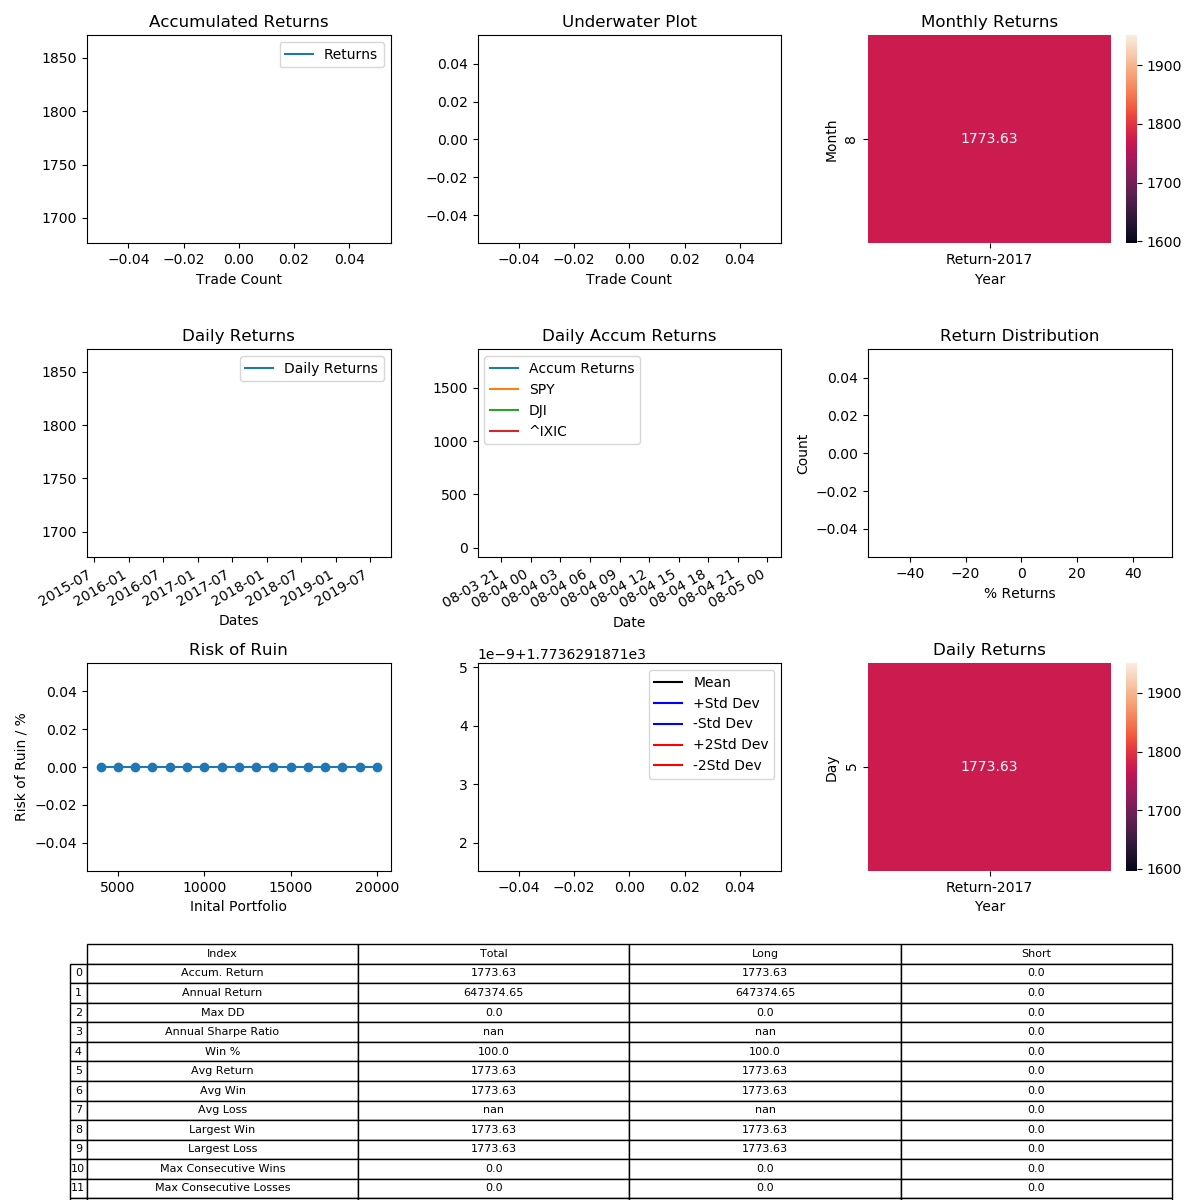 Accumulated Returns
Returns
1850
1800
1750
1700
−0.04 −0.02 0.00 0.02 0.04
Trade Count
Underwater Plot
0.04
0.02
0.00
−0.02
−0.04
−0.04 −0.02 0.00 0.02 0.04
Trade Count
Monthly Returns
Month
8
1773.63
Return-2017
Year
1900
1800
1700
1600
Daily Returns
Daily Returns
1850
1800
1750
1700
2015-07 2016-01 2016-07 2017-01 2017-07 2018-01 2018-07 2019-01 2019-07
Dates
Daily Accum Returns
Accum Returns
SPY
DJI
^IXIC
1500
1000
500
0
08-03 21 08-04 00 08-04 03 08-04 06 08-04 09 08-04 12 08-04 15 08-04 18 08-04 21 08-05 00
Date
Return Distribution
Count
0.04
0.02
0.00
−0.02
−0.04
−40 −20 0 20 40
% Returns
Risk of Ruin
Risk of Ruin / %
0.04
0.02
0.00
−0.02
−0.04
5000 10000 15000 20000
Inital Portfolio
1e−9+1.7736291871e3
Mean
+Std Dev
-Std Dev
+2Std Dev
-2Std Dev
5
4
3
2
−0.04 −0.02 0.00 0.02 0.04
Daily Returns
Day
5
1773.63
Return-2017
Year
1900
1800
1700
1600
Index Total Long Short
0 Accum. Return 1773.63 1773.63 0.0
1 Annual Return 647374.65 647374.65 0.0
2 Max DD 0.0 0.0 0.0
3 Annual Sharpe Ratio nan nan 0.0
4 Win % 100.0 100.0 0.0
5 Avg Return 1773.63 1773.63 0.0
6 Avg Win 1773.63 1773.63 0.0
7 Avg Loss nan nan 0.0
8 Largest Win 1773.63 1773.63 0.0
9 Largest Loss 1773.63 1773.63 0.0
10 Max Consecutive Wins 0.0 0.0 0.0
11 Max Consecutive Losses 0.0 0.0 0.0